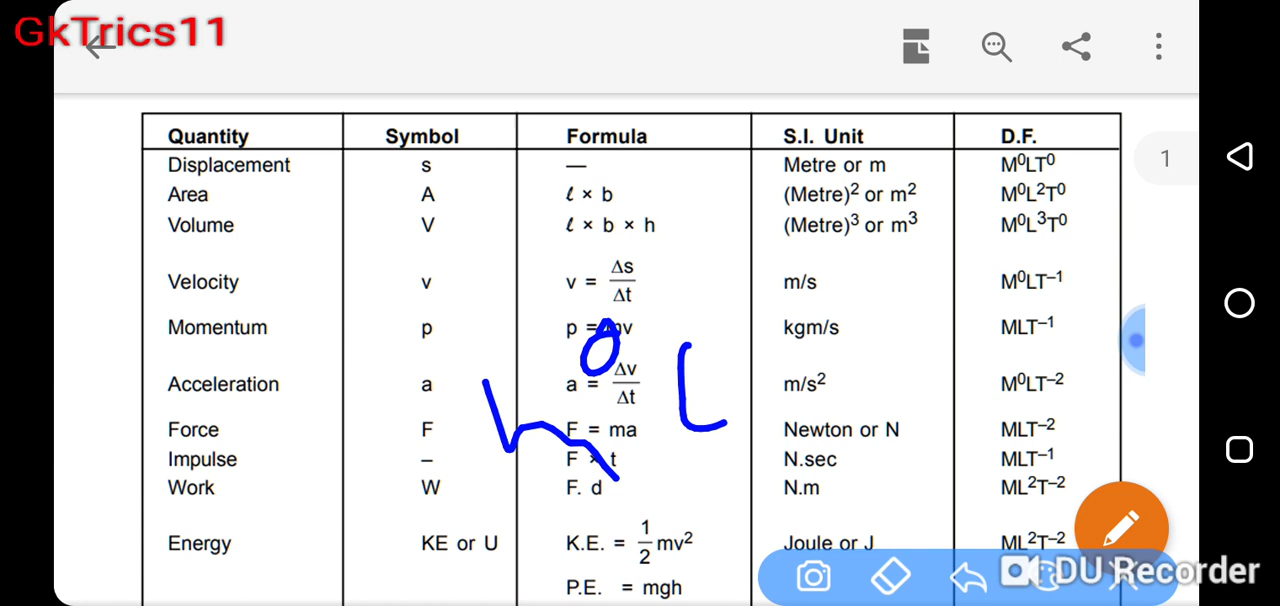 GkTrics11
1
Quantity Symbol Formula S.I. Unit D.F.
Displacement s — Metre or m M⁰LT⁰
Area A ℓ × b (Metre)² or m² M⁰L²T⁰
Volume V ℓ × b × h (Metre)³ or m³ M⁰L³T⁰
Velocity v v = Δs/Δt m/s M⁰LT⁻¹
Momentum p p = mv kgm/s MLT⁻¹
Acceleration a a = Δv/Δt m/s² M⁰LT⁻²
Force F F = ma Newton or N MLT⁻²
Impulse – F × t N.sec MLT⁻¹
Work W F. d N.m ML²T⁻²
Energy KE or U K.E. = 1/2 mv² Joule or J ML²T⁻²
P.E. = mgh
DU Recorder